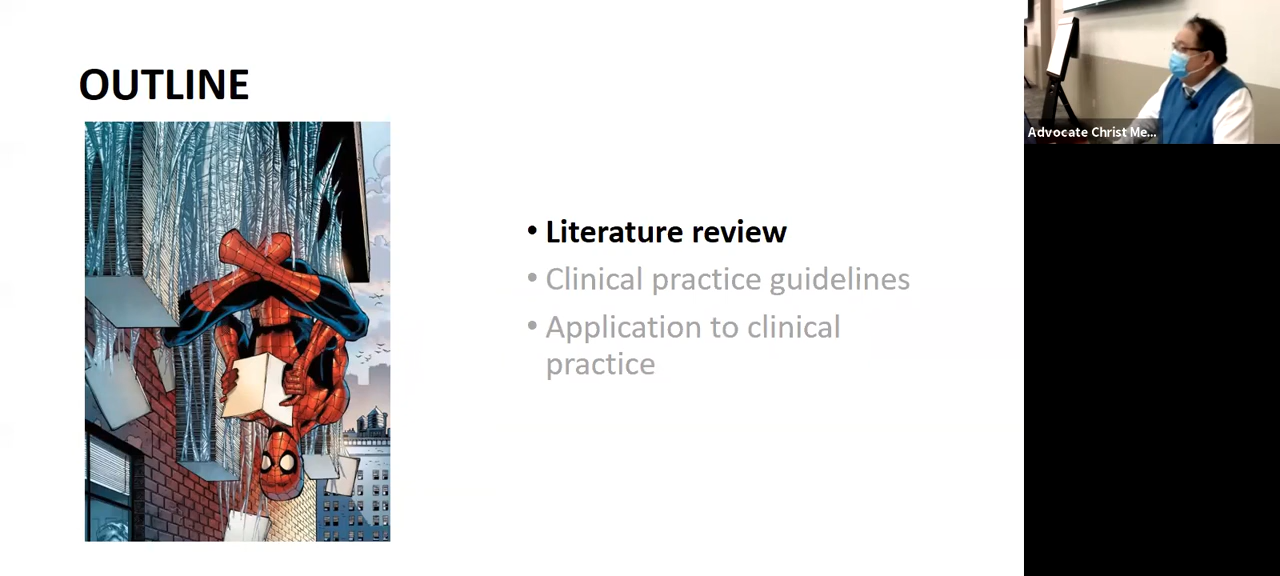 OUTLINE
• Literature review
• Clinical practice guidelines
• Application to clinical
practice
Advocate Christ Me...